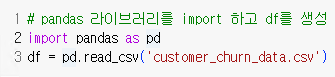 1 # pandas 라이브러리를 import 하고 df를 생성
2 import pandas as pd
3 df = pd.read_csv('customer_churn_data.csv')